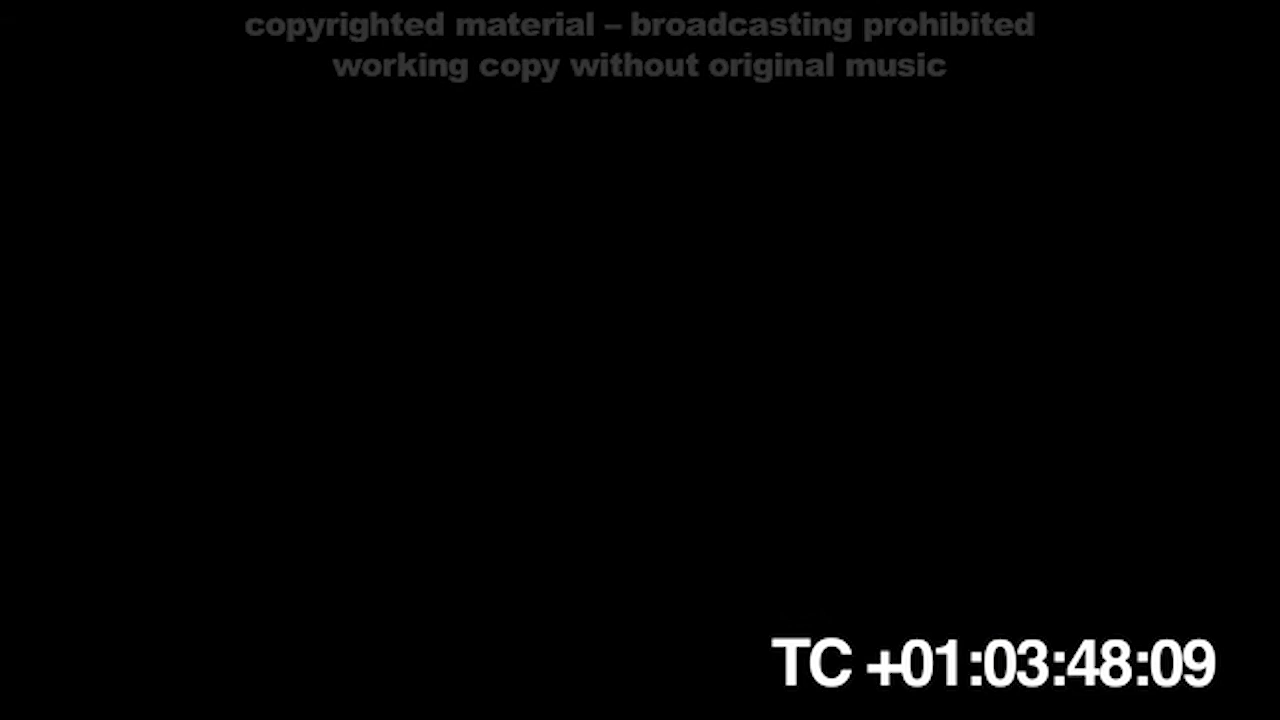 copyrighted material – broadcasting prohibited
working copy without original music
TC +01:03:48:09